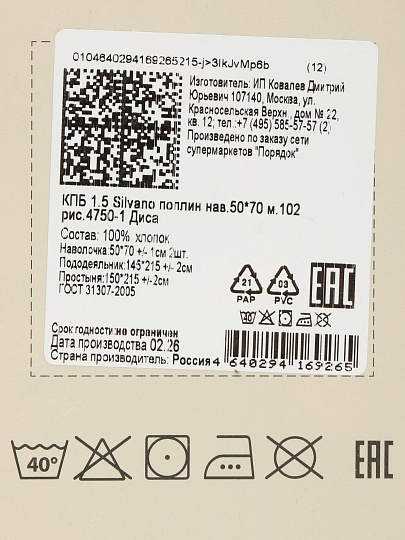 0104640294169265215-j>3IkJvMp6b (12)
Изготовитель: ИП Ковалев Дмитрий
Юрьевич 107140, Москва, ул.
Красносельская Верхн., дом № 22,
кв. 12; тел.:+7 (495) 585-57-57 (2)
Произведено по заказу сети
супермаркетов "Порядок"
КПБ 1.5 Silvano поплин нав.50*70 м.102
рис.4750-1 Диса
Состав: 100% хлопок
Наволочка:50*70 +/- 1см 2шт.
Пододеяльник:145*215 +/- 2см
Простыня:150*215 +/-2см
ГОСТ 31307-2005
21 03
PAP PVC
EAC
Срок годности:не ограничен
Дата производства 02.26
Страна производитель: Россия
4 640294 169265
40° EAC